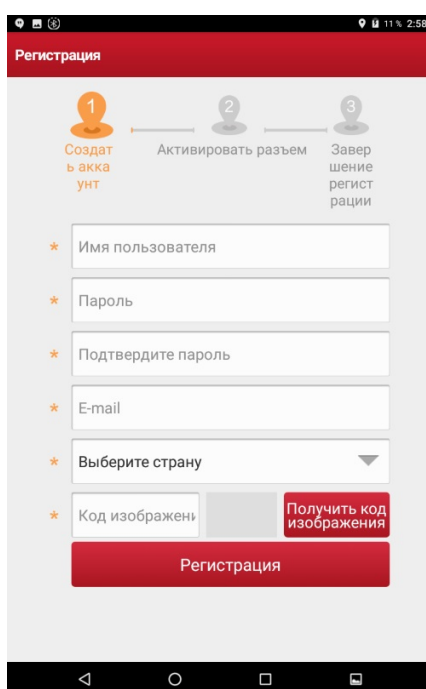 11% 2:58
Регистрация
1
2
3
Создат
ь акка
унт
Активировать разъем
Завер
шение
регист
рации
* Имя пользователя
* Пароль
* Подтвердите пароль
* E-mail
* Выберите страну
* Код изображени
Получить код
изображения
Регистрация